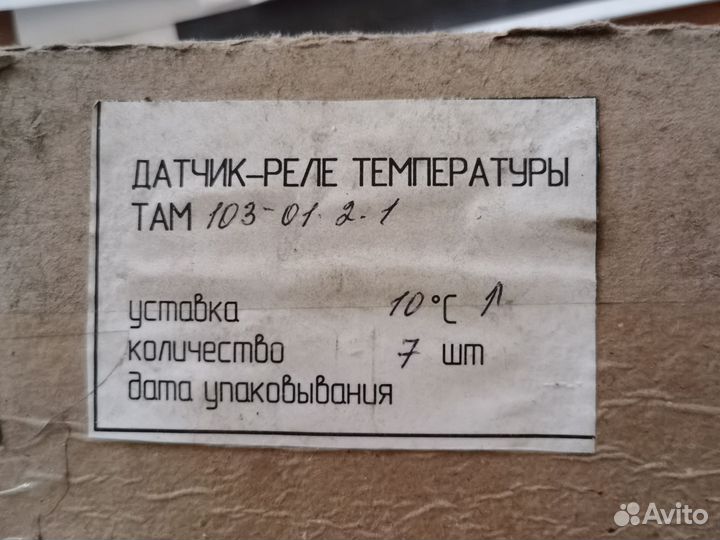 ДАТЧИК-РЕЛЕ ТЕМПЕРАТУРЫ
ТАМ 103-01.2.1
уставка 10°С ↑
количество 7 шт
дата упаковывания
Avito